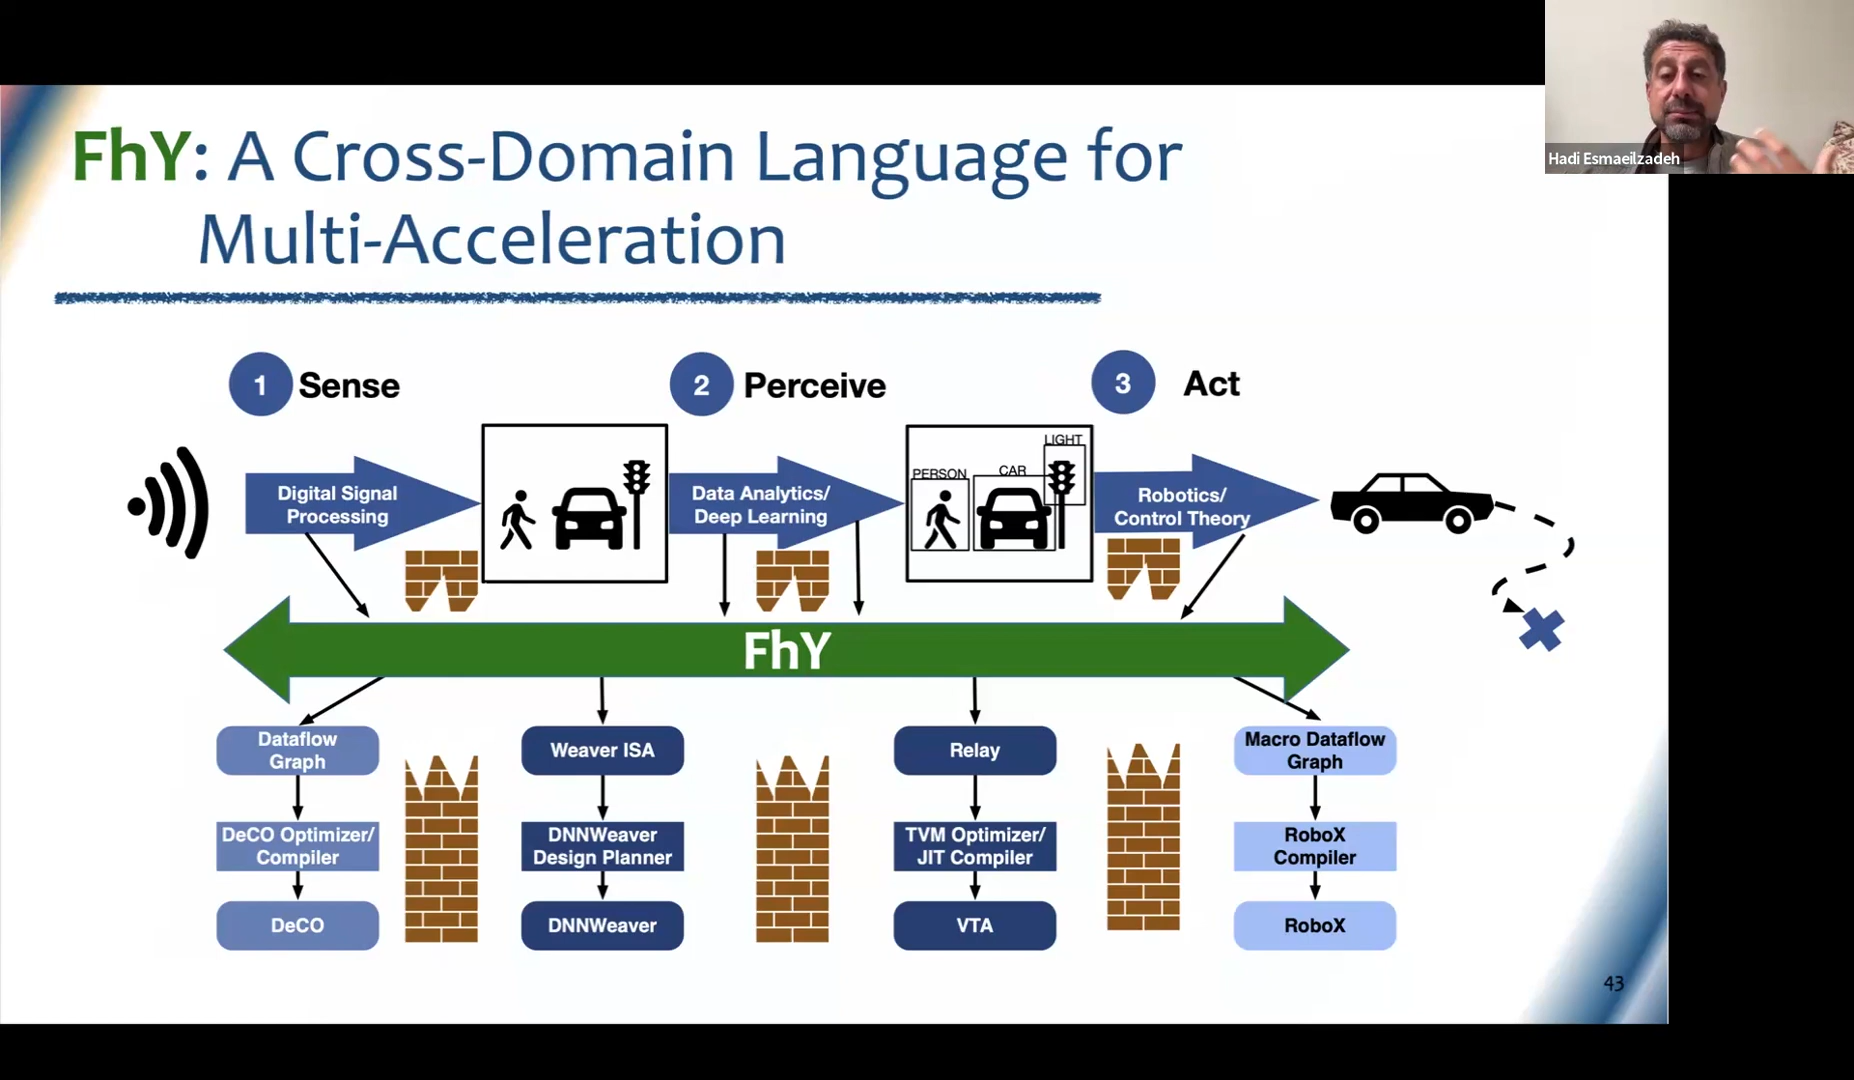 Hadi Esmaeilzadeh
FhY: A Cross-Domain Language for
Multi-Acceleration
1 Sense
2 Perceive
3 Act
Digital Signal
Processing
Data Analytics/
Deep Learning
PERSON
CAR
LIGHT
Robotics/
Control Theory
FhY
Dataflow
Graph
Weaver ISA
Relay
Macro Dataflow
Graph
DeCO Optimizer/
Compiler
DNNWeaver
Design Planner
TVM Optimizer/
JIT Compiler
RoboX
Compiler
DeCO
DNNWeaver
VTA
RoboX
43